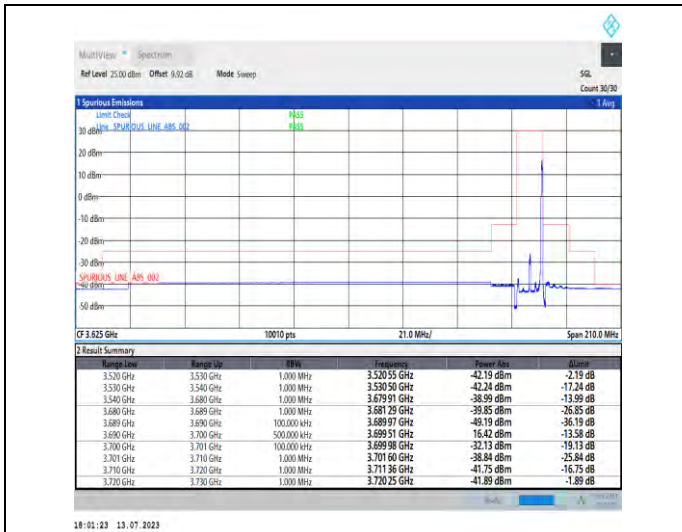 MultiView Spectrum
Ref Level 25.00 dBm Offset 9.92 dB Mode Sweep SGL
Count 30/30
1 Spurious Emissions 1 Avg
Limit Check PASS
Line SPURIOUS_LINE_ABS_002 PASS
30 dBm
20 dBm
10 dBm
0 dBm
-10 dBm
-20 dBm
-30 dBm
SPURIOUS_LINE_ABS_002
-40 dBm
-50 dBm
CF 3.625 GHz 10010 pts 21.0 MHz/ Span 210.0 MHz
2 Result Summary
Range Low Range Up RBW Frequency Power Abs ΔLimit
3.520 GHz 3.530 GHz 1.000 MHz 3.520 55 GHz -42.19 dBm -2.19 dB
3.530 GHz 3.540 GHz 1.000 MHz 3.530 50 GHz -42.24 dBm -17.24 dB
3.540 GHz 3.680 GHz 1.000 MHz 3.679 91 GHz -38.99 dBm -13.99 dB
3.680 GHz 3.689 GHz 1.000 MHz 3.681 29 GHz -39.85 dBm -26.85 dB
3.689 GHz 3.690 GHz 100.000 kHz 3.689 97 GHz -49.19 dBm -36.19 dB
3.690 GHz 3.700 GHz 500.000 kHz 3.699 51 GHz 16.42 dBm -13.58 dB
3.700 GHz 3.701 GHz 100.000 kHz 3.699 98 GHz -32.13 dBm -19.13 dB
3.701 GHz 3.710 GHz 1.000 MHz 3.701 60 GHz -38.84 dBm -25.84 dB
3.710 GHz 3.720 GHz 1.000 MHz 3.711 36 GHz -41.75 dBm -16.75 dB
3.720 GHz 3.730 GHz 1.000 MHz 3.720 25 GHz -41.89 dBm -1.89 dB
Ready
18:01:23 13.07.2023